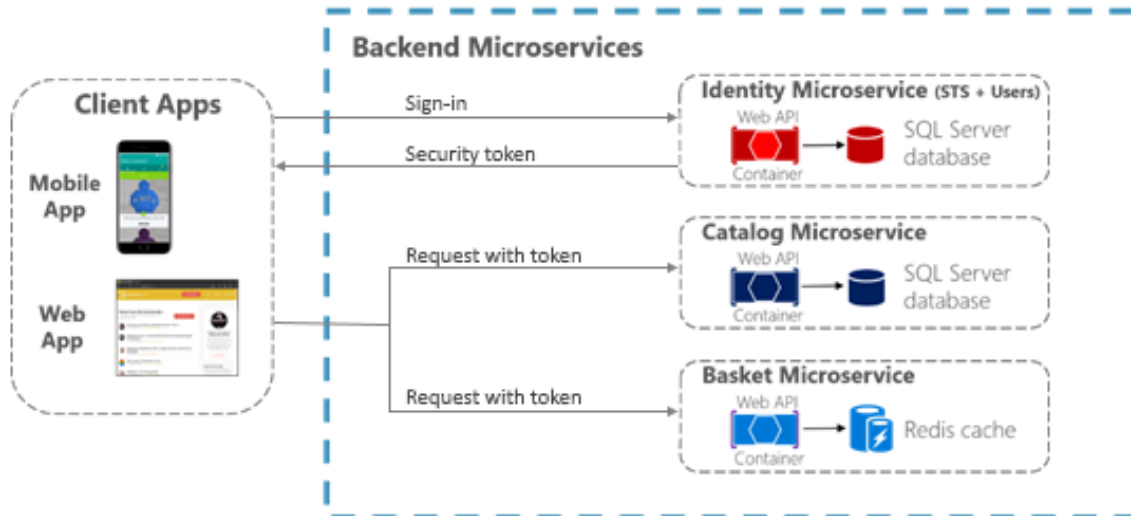 Backend Microservices
Client Apps
Mobile
App
Web
App
Sign-in
Security token
Request with token
Request with token
Identity Microservice (STS + Users)
Web API
Container
SQL Server
database
Catalog Microservice
Web API
Container
SQL Server
database
Basket Microservice
Web API
Container
Redis cache